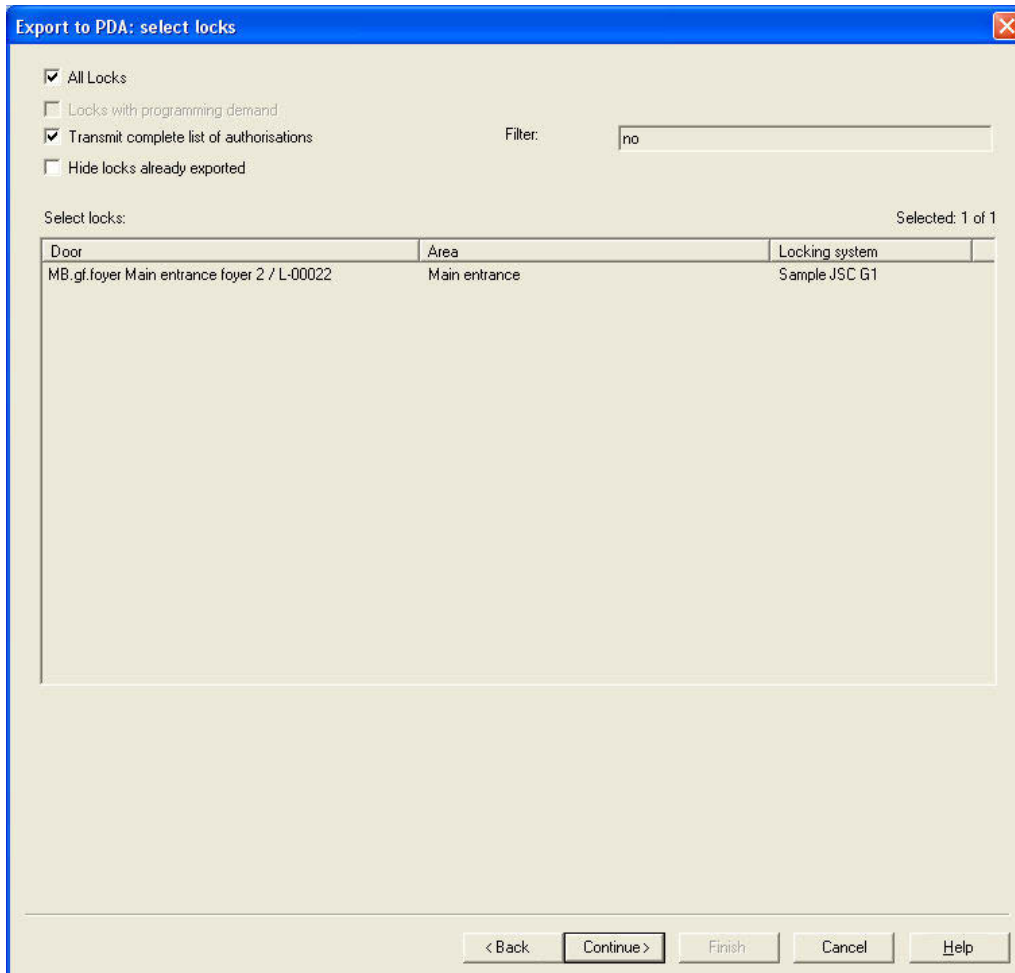 Export to PDA: select locks
All Locks
Locks with programming demand
Transmit complete list of authorisations
Filter: no
Hide locks already exported
Select locks: Selected: 1 of 1
Door Area Locking system
MB.gf.foyer Main entrance foyer 2 / L-00022 Main entrance Sample JSC G1
< Back Continue > Finish Cancel Help